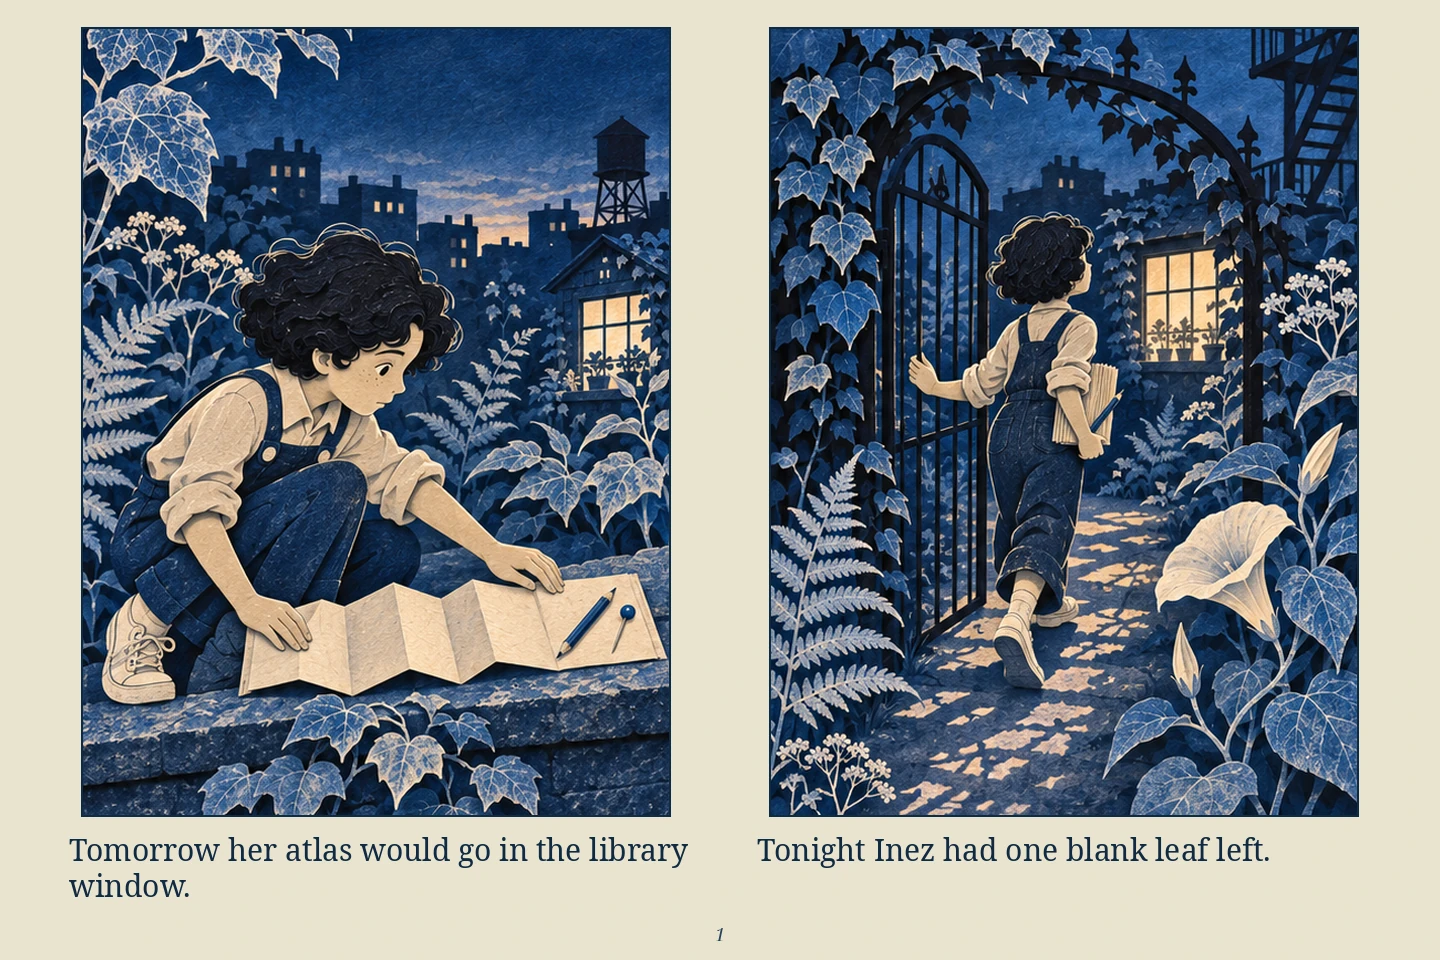 Tomorrow her atlas would go in the library
window.
Tonight Inez had one blank leaf left.
1